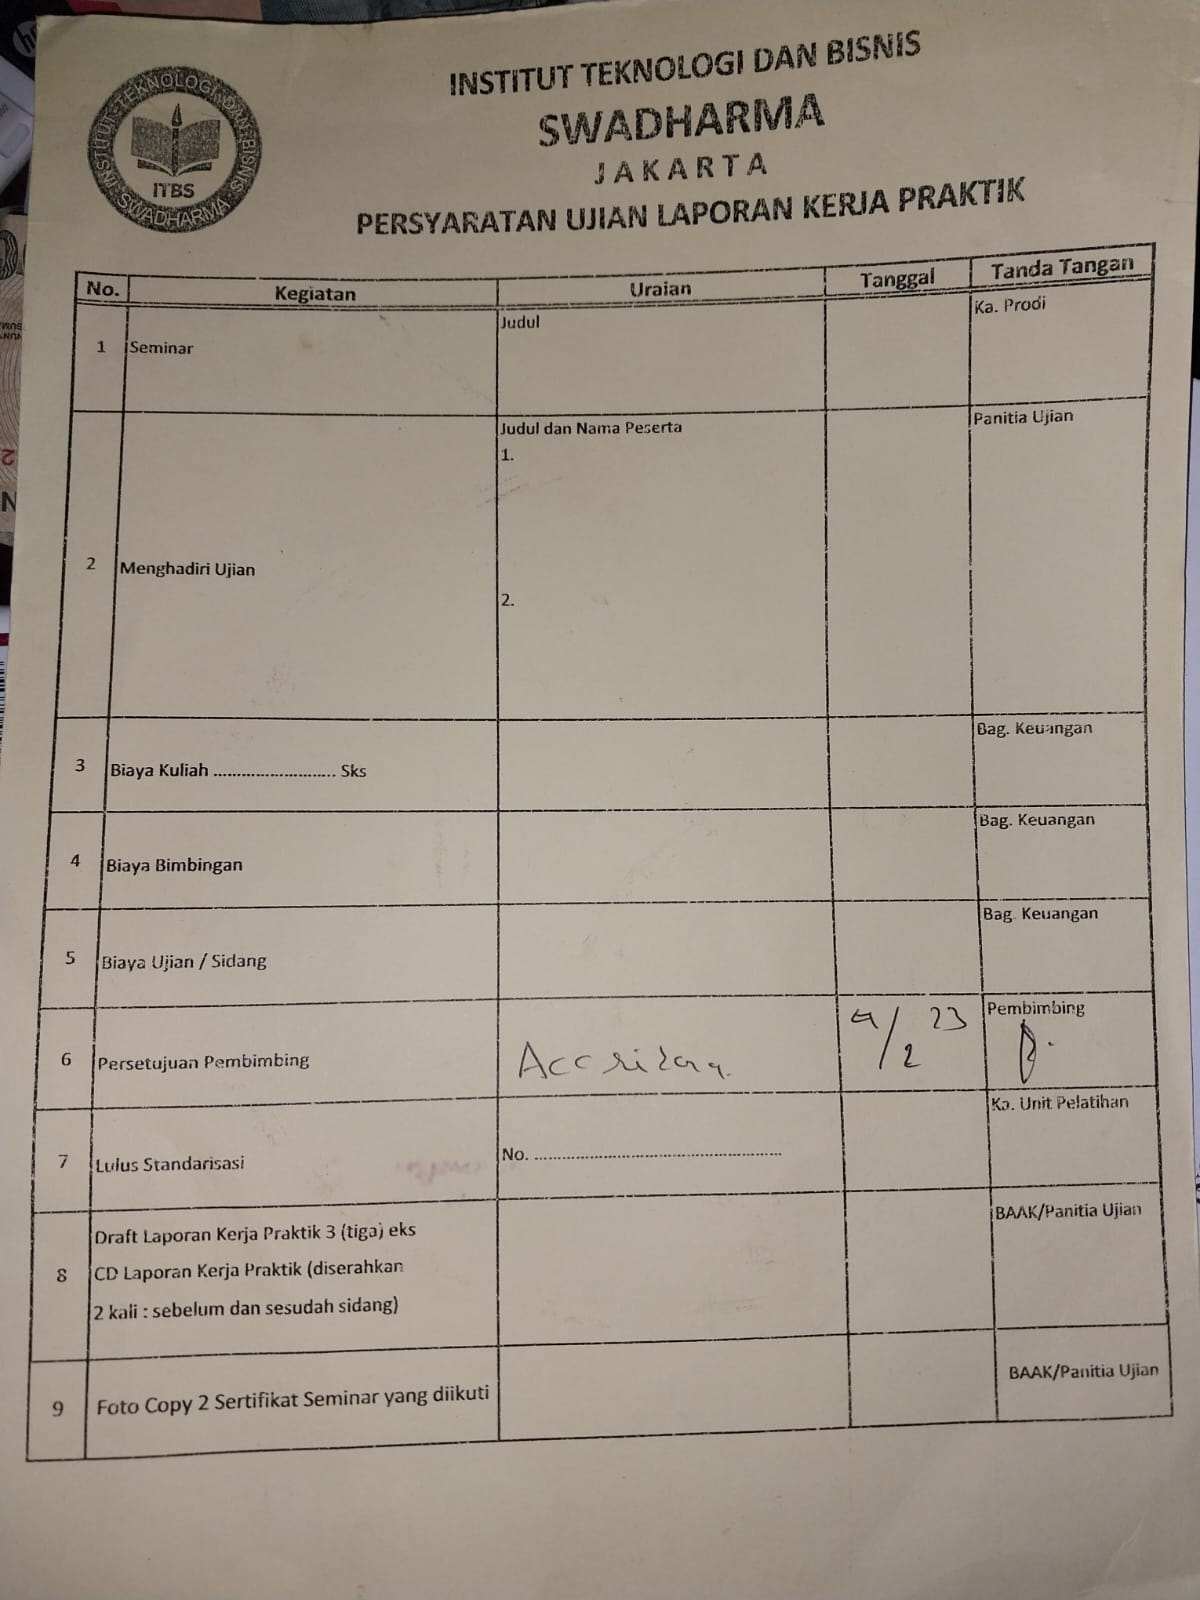 INSTITUT TEKNOLOGI DAN BISNIS
SWADHARMA
JAKARTA
PERSYARATAN UJIAN LAPORAN KERJA PRAKTIK
INSTITUT TEKNOLOGI DAN BISNIS
ITBS
SWADHARMA
No. Kegiatan Uraian Tanggal Tanda Tangan
1 Seminar Judul Ka. Prodi
2 Menghadiri Ujian Judul dan Nama Peserta Panitia Ujian
1.
2.
3 Biaya Kuliah .......................... Sks Bag. Keuangan
4 Biaya Bimbingan Bag. Keuangan
5 Biaya Ujian / Sidang Bag. Keuangan
6 Persetujuan Pembimbing Acc 2 23 Pembimbing
7 Lulus Standarisasi No. .................................................... Ka. Unit Pelatihan
8 Draft Laporan Kerja Praktik 3 (tiga) eks BAAK/Panitia Ujian
CD Laporan Kerja Praktik (diserahkan
2 kali : sebelum dan sesudah sidang)
9 Foto Copy 2 Sertifikat Seminar yang diikuti BAAK/Panitia Ujian